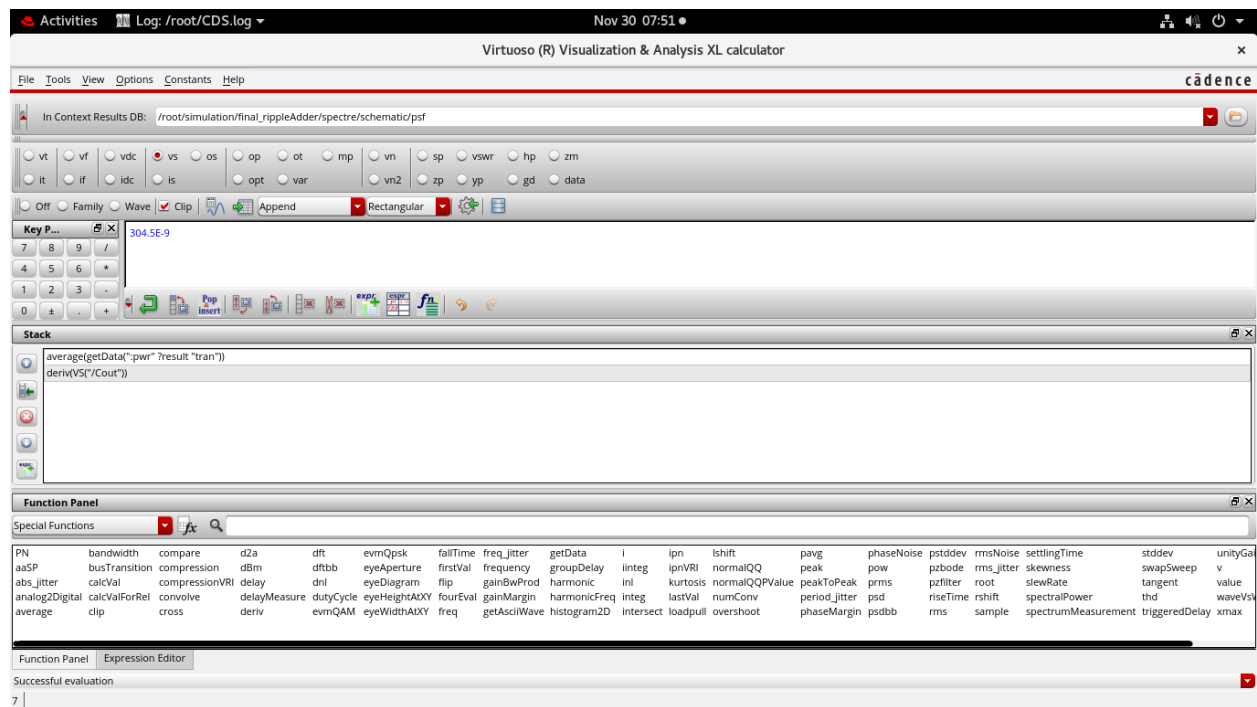 Activities Log: /root/CDS.log Nov 30 07:51
Virtuoso (R) Visualization & Analysis XL calculator ×
File Tools View Options Constants Help cādence
In Context Results DB: /root/simulation/final_rippleAdder/spectre/schematic/psf
vt vf vdc vs os op ot mp vn sp vswr hp zm
it if idc is opt var vn2 zp yp gd data
Off Family Wave Clip Append Rectangular
Key P...
304.5E-9
7 8 9 /
4 5 6 *
1 2 3 -
0 ± . +
Pop insert expr expr fn
Stack
average(getData(":pwr" ?result "tran"))
deriv(VS("/Cout"))
expr
Function Panel
Special Functions fx
PN bandwidth compare d2a dft evmQpsk fallTime freq_jitter getData i ipn lshift pavg phaseNoise pstddev rmsNoise settlingTime stddev unityGai
aaSP busTransition compression dBm dftbb eyeAperture firstVal frequency groupDelay iinteg ipnVRI normalQQ peak pow pzbode rms_jitter skewness swapSweep v
abs_jitter calcVal compressionVRI delay dnl eyeDiagram flip gainBwProd harmonic inl kurtosis normalQQPValue peakToPeak prms pzfilter root slewRate tangent value
analog2Digital calcValForRel convolve delayMeasure dutyCycle eyeHeightAtXY fourEval gainMargin harmonicFreq integ lastVal numConv period_jitter psd riseTime rshift spectralPower thd waveVs
average clip cross deriv evmQAM eyeWidthAtXY freq getAsciiWave histogram2D intersect loadpull overshoot phaseMargin psdbb rms sample spectrumMeasurement triggeredDelay xmax
Function Panel Expression Editor
Successful evaluation
7